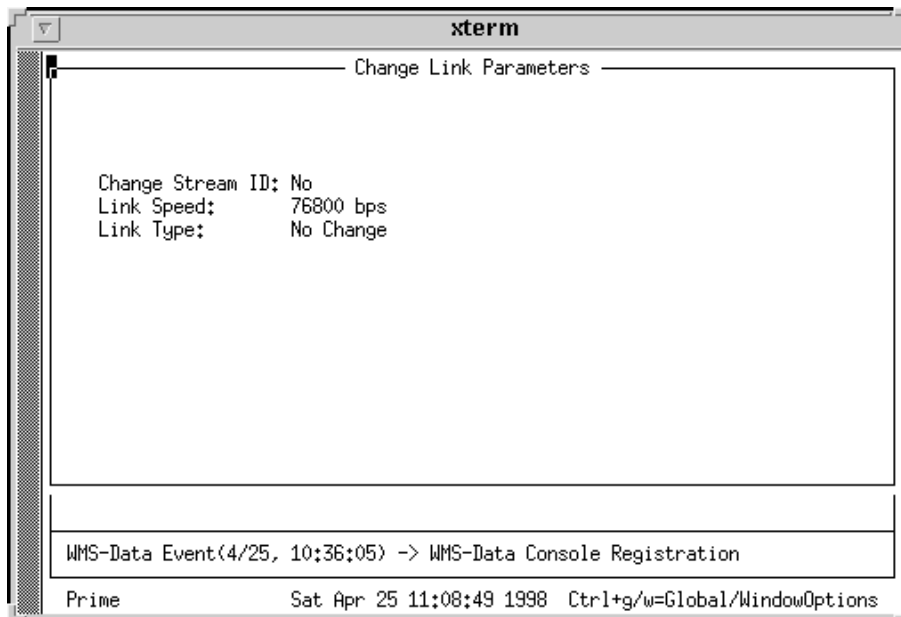 xterm
Change Link Parameters
Change Stream ID: No
Link Speed: 76800 bps
Link Type: No Change
WMS-Data Event(4/25, 10:36:05) -> WMS-Data Console Registration
Prime Sat Apr 25 11:08:49 1998 Ctrl+g/w=Global/WindowOptions